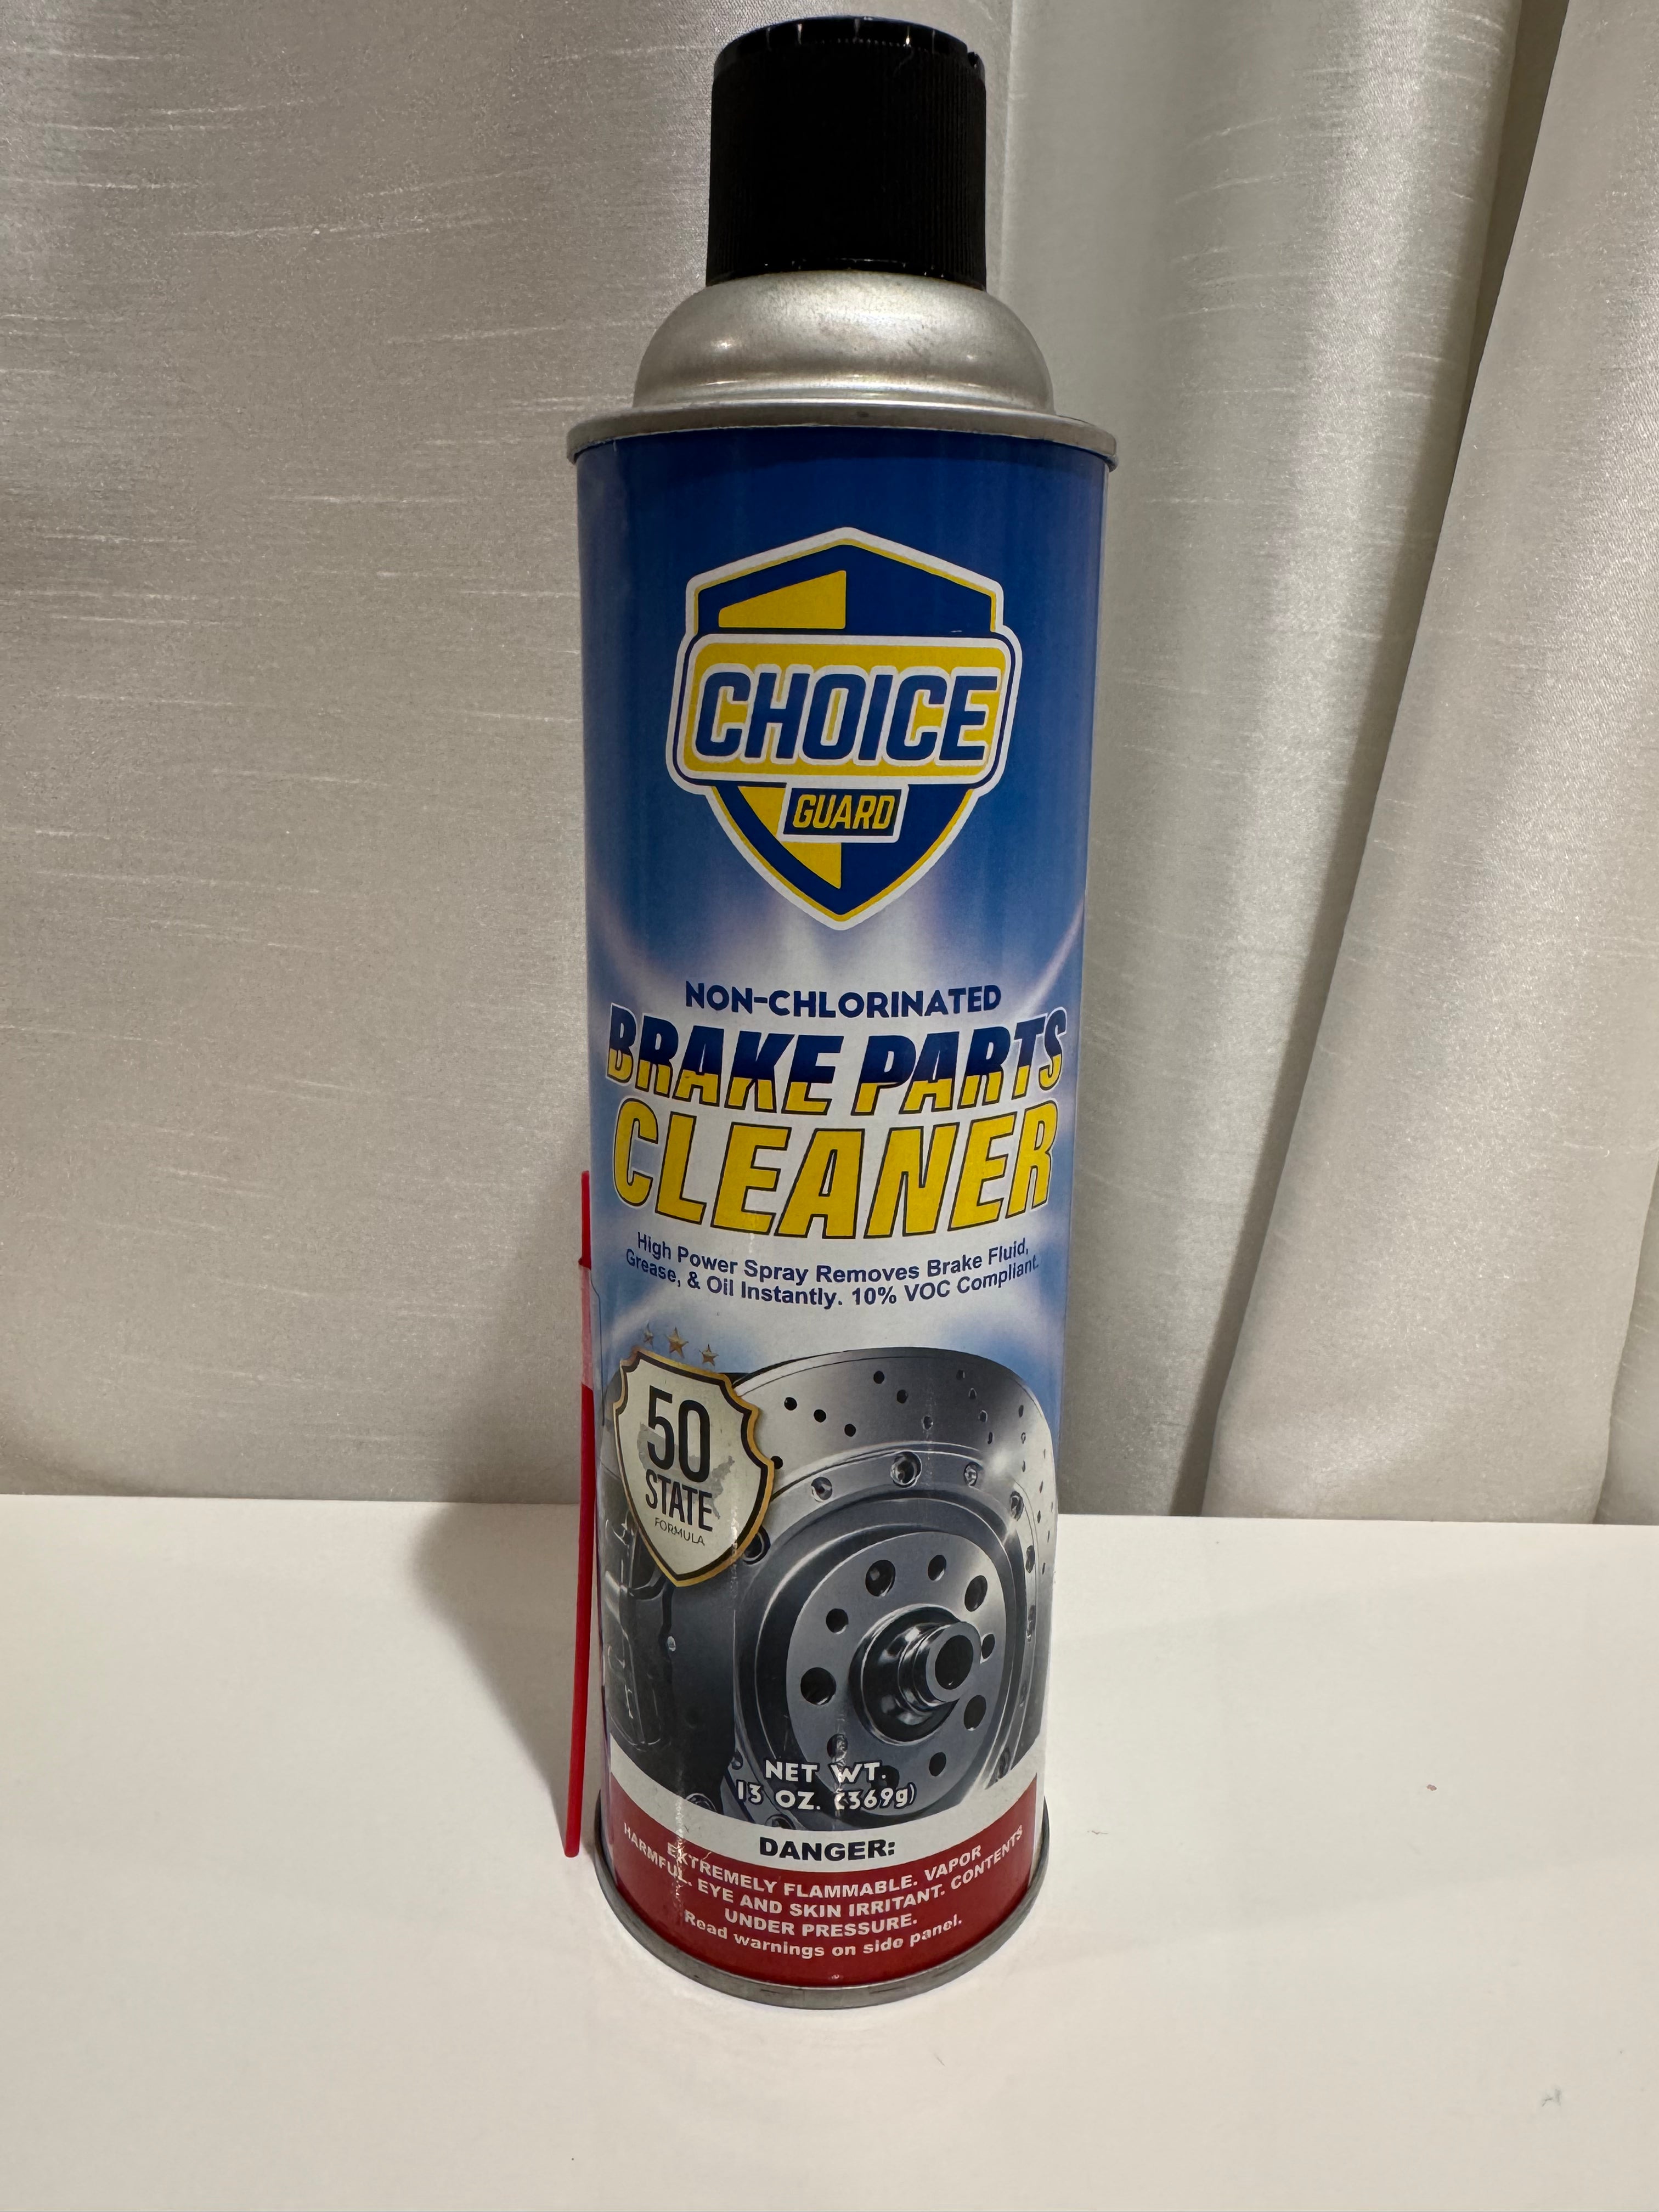 CHOICE
GUARD
NON-CHLORINATED
BRAKE PARTS
CLEANER
High Power Spray Removes Brake Fluid,
Grease, & Oil Instantly. 10% VOC Compliant.
50
STATE
FORMULA
NET WT.
13 OZ. (369g)
DANGER:
EXTREMELY FLAMMABLE. VAPOR
HARMFUL. EYE AND SKIN IRRITANT. CONTENTS
UNDER PRESSURE.
Read warnings on side panel.